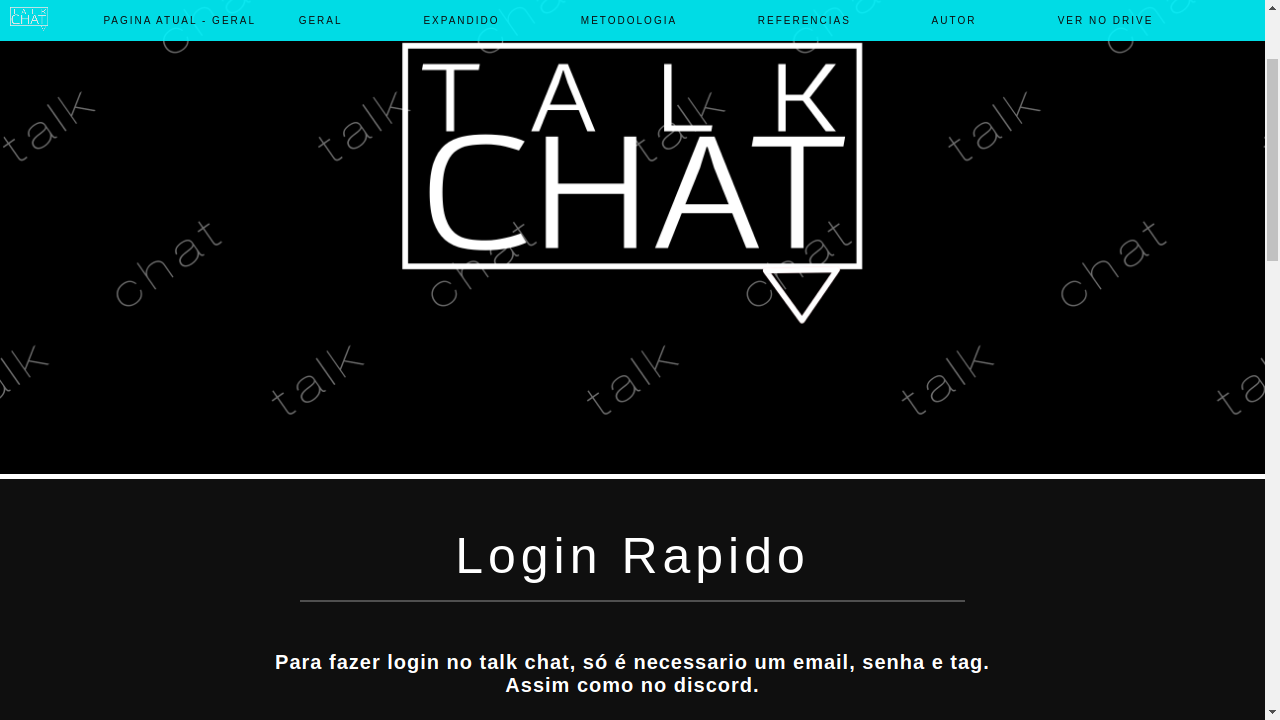 TALK CHAT
PAGINA ATUAL - GERAL GERAL EXPANDIDO METODOLOGIA REFERENCIAS AUTOR VER NO DRIVE
TALK
CHAT
talk talk talk talk
chat chat chat chat
talk talk talk talk
Login Rapido
Para fazer login no talk chat, só é necessario um email, senha e tag.
Assim como no discord.